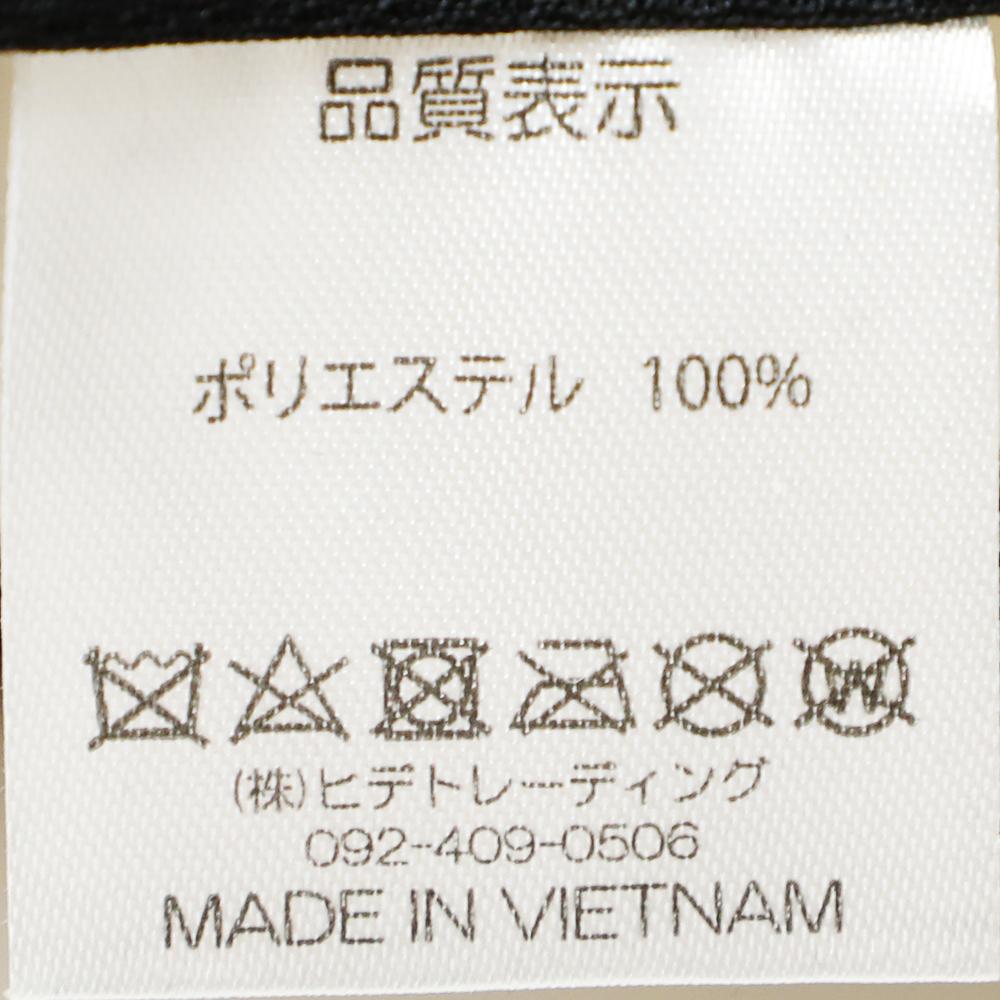 品質表示
ポリエステル 100%
W
(株)ヒデトレーディング
092-409-0506
MADE IN VIETNAM